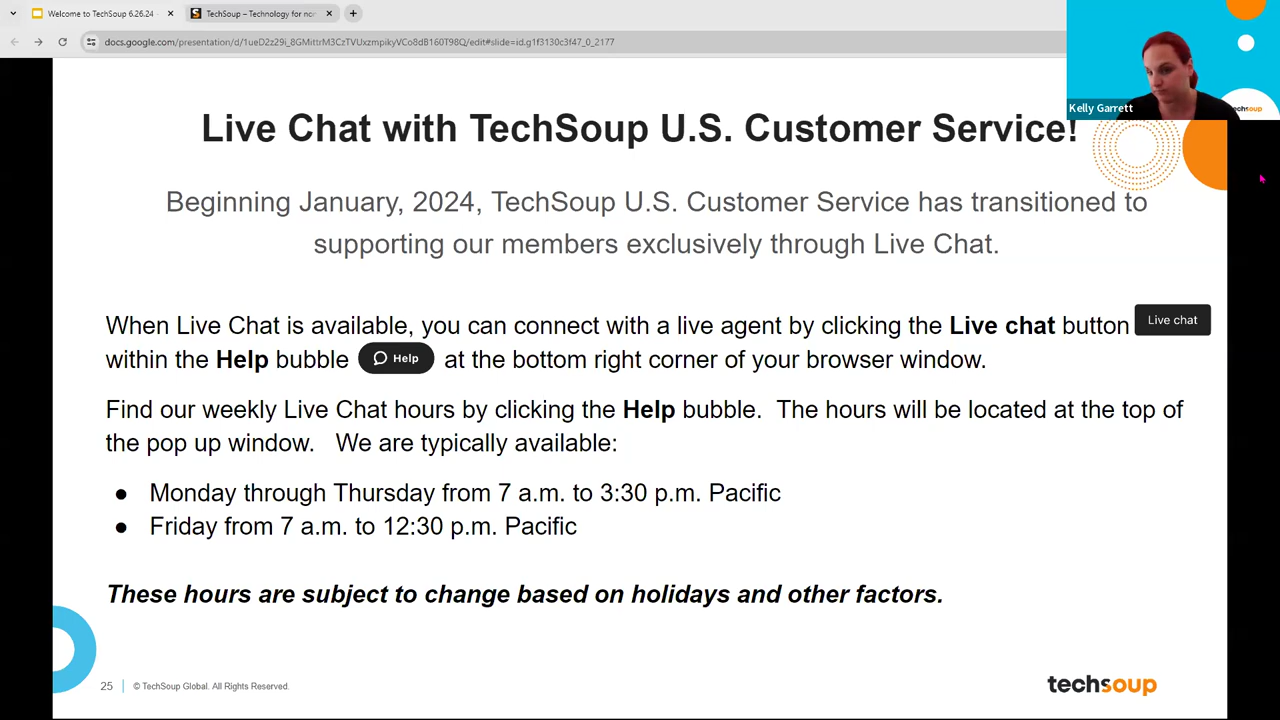 Welcome to TechSoup 6.26.24 -
TechSoup – Technology for no
docs.google.com/presentation/d/1ueD2z29i_8GMittrM3CzTVUxzmpikyVCo8dB160T98Q/edit#slide=id.g1f3130c3f47_0_2177
Kelly Garrett
techsoup
Live Chat with TechSoup U.S. Customer Service!
Beginning January, 2024, TechSoup U.S. Customer Service has transitioned to
supporting our members exclusively through Live Chat.
When Live Chat is available, you can connect with a live agent by clicking the Live chat button Live chat
within the Help bubble Help at the bottom right corner of your browser window.
Find our weekly Live Chat hours by clicking the Help bubble. The hours will be located at the top of
the pop up window. We are typically available:
● Monday through Thursday from 7 a.m. to 3:30 p.m. Pacific
● Friday from 7 a.m. to 12:30 p.m. Pacific
These hours are subject to change based on holidays and other factors.
25 | © TechSoup Global. All Rights Reserved.
techsoup